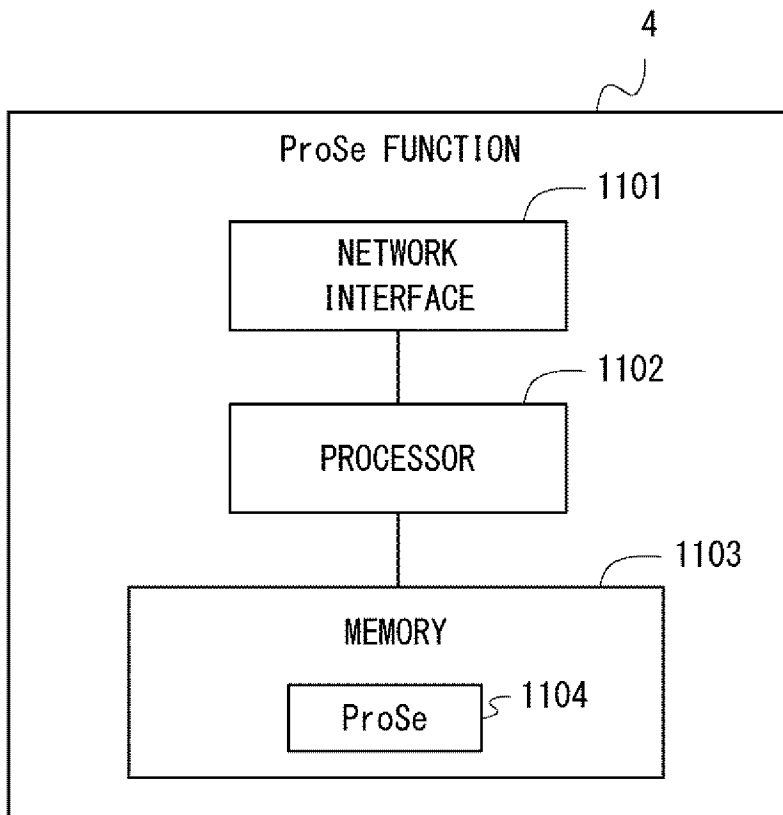 4
ProSe FUNCTION
1101
NETWORK
INTERFACE
1102
PROCESSOR
1103
MEMORY
1104
ProSe